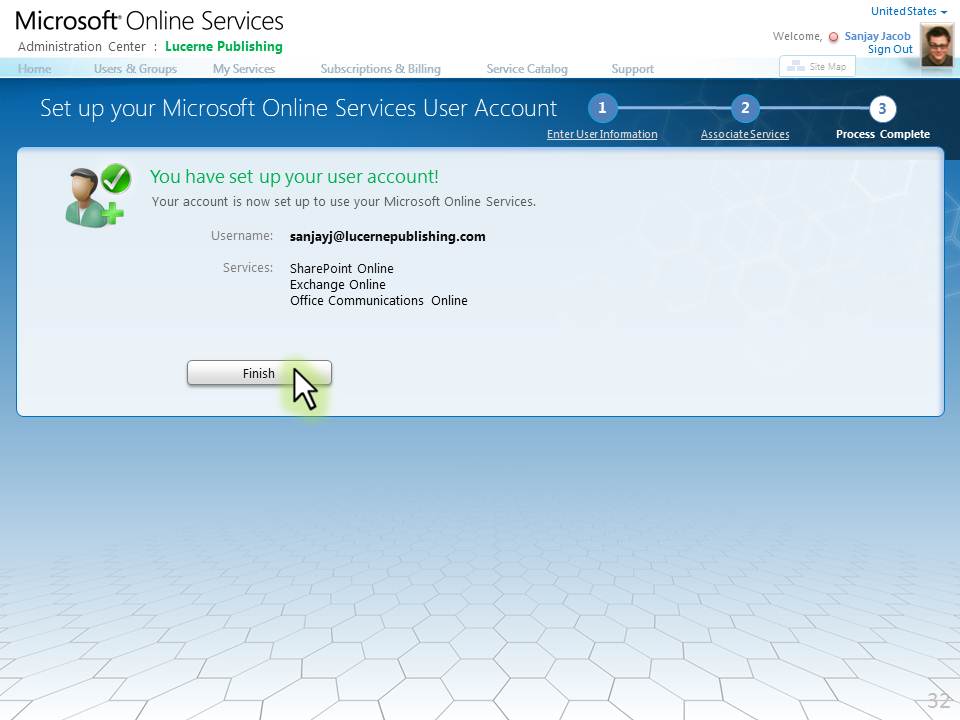 Microsoft® Online Services
United States
Welcome, Sanjay Jacob
Sign Out
Administration Center : Lucerne Publishing
Home Users & Groups My Services Subscriptions & Billing Service Catalog Support Site Map
Set up your Microsoft Online Services User Account
1 2 3
Enter User Information Associate Services Process Complete
You have set up your user account!
Your account is now set up to use your Microsoft Online Services.
Username: sanjayj@lucernepublishing.com
Services: SharePoint Online
Exchange Online
Office Communications Online
Finish
32